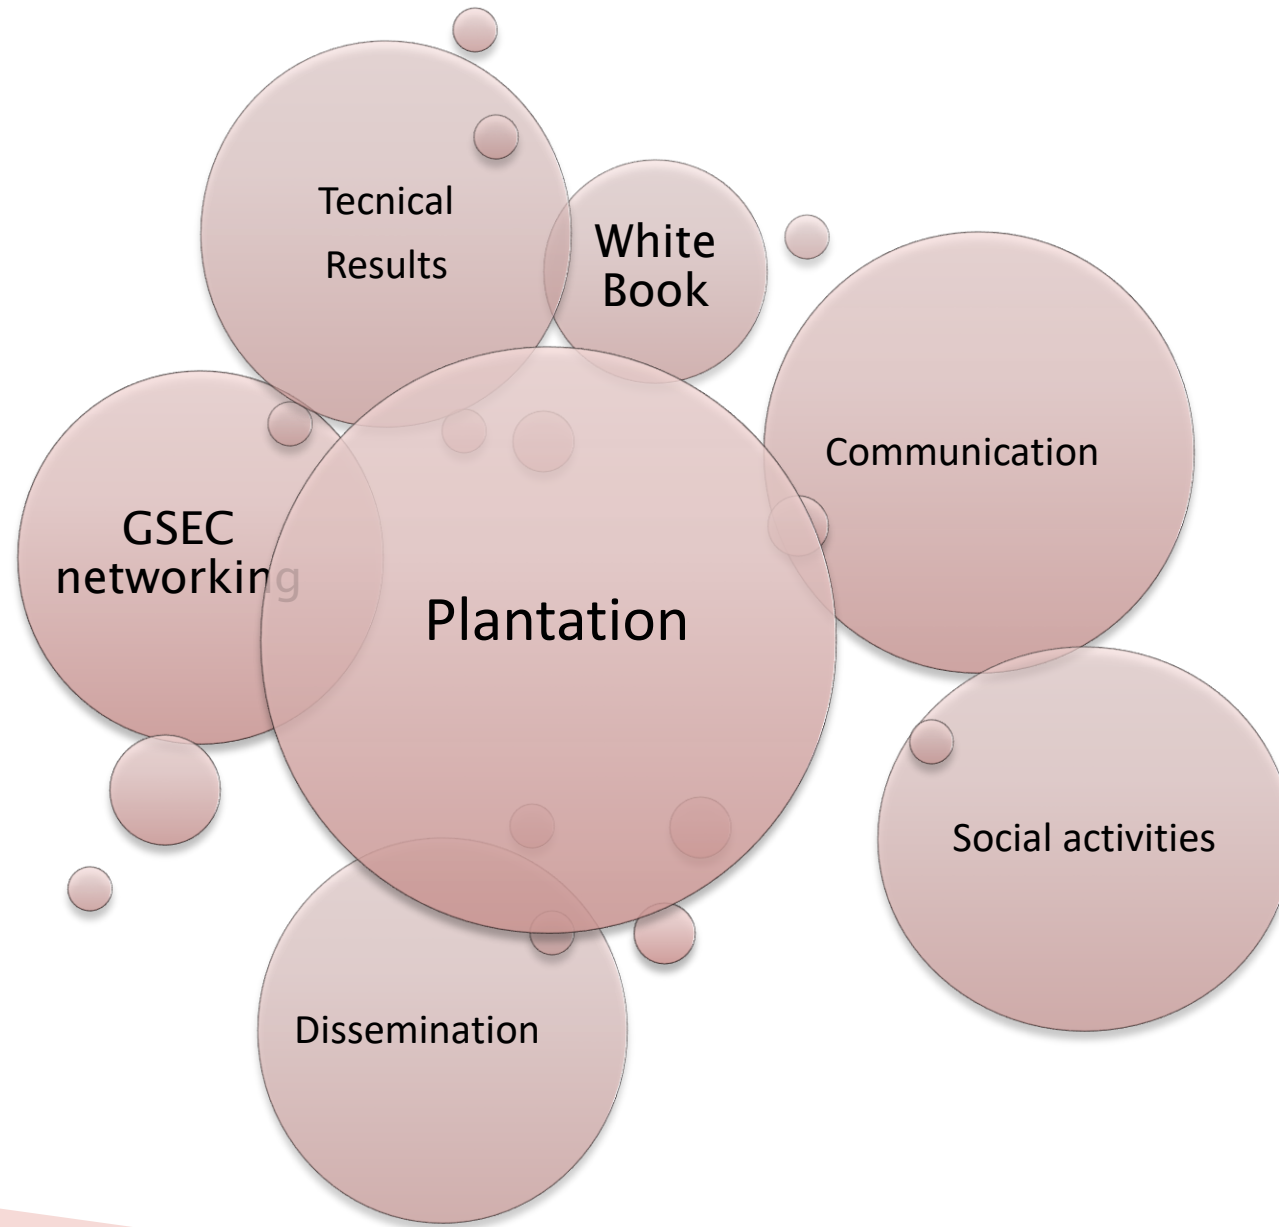 Tecnical
Results
White
Book
Communication
GSEC
networking
Plantation
Social activities
Dissemination